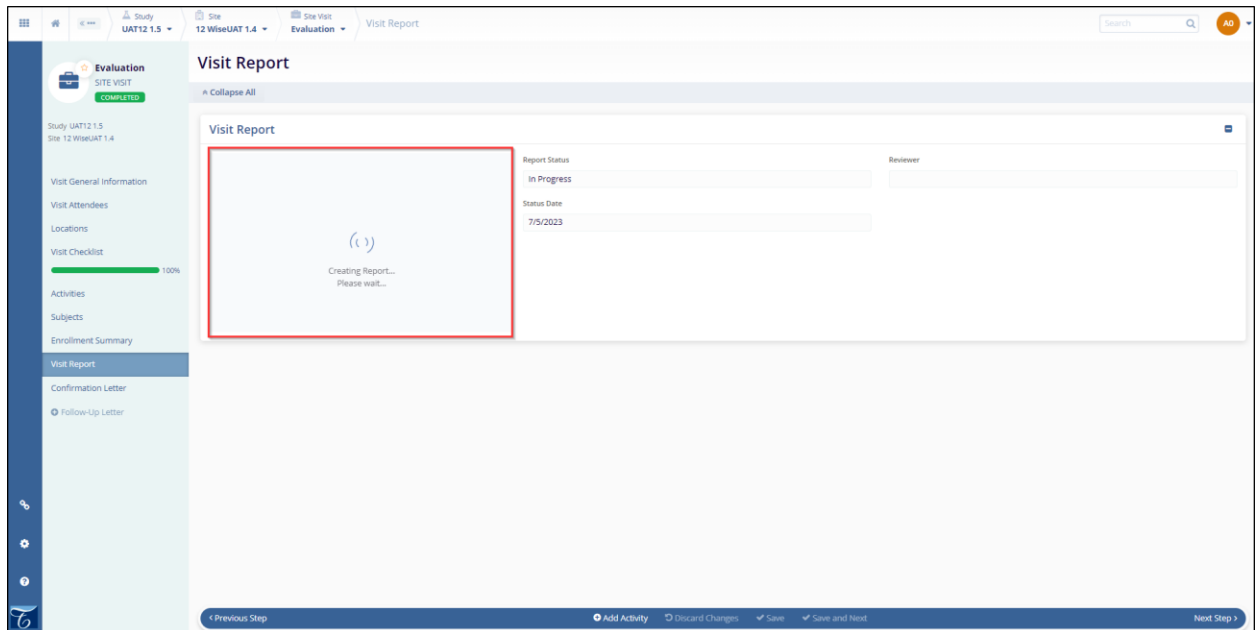 Study
UAT12 1.5
Site
12 WiseUAT 1.4
Site Visit
Evaluation
Visit Report
Search
AO
Evaluation
SITE VISIT
COMPLETED
Study UAT12 1.5
Site 12 WiseUAT 1.4
Visit General Information
Visit Attendees
Locations
Visit Checklist
100%
Activities
Subjects
Enrollment Summary
Visit Report
Confirmation Letter
Follow-Up Letter
Visit Report
Collapse All
Visit Report
Creating Report...
Please wait...
Report Status
In Progress
Status Date
7/5/2023
Reviewer
Previous Step
Add Activity
Discard Changes
Save
Save and Next
Next Step